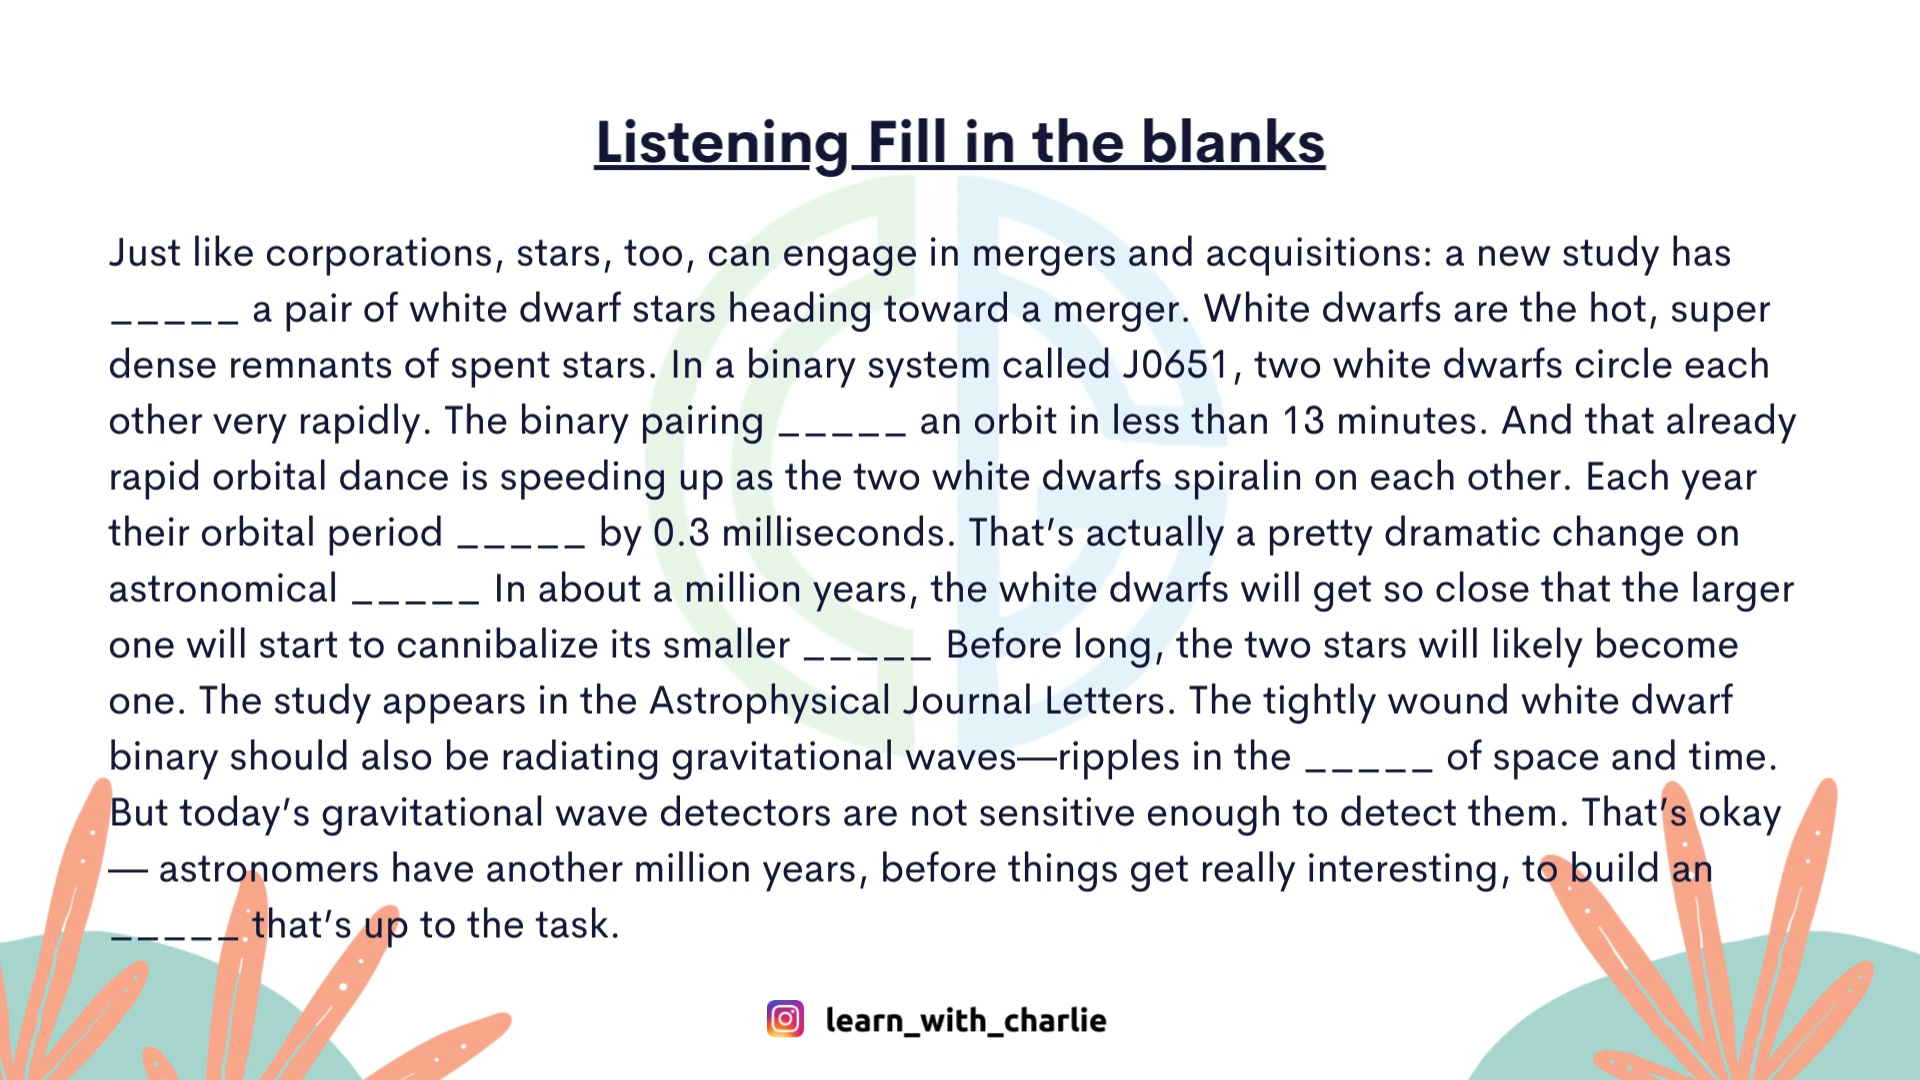 Listening Fill in the blanks
Just like corporations, stars, too, can engage in mergers and acquisitions: a new study has
_____ a pair of white dwarf stars heading toward a merger. White dwarfs are the hot, super
dense remnants of spent stars. In a binary system called J0651, two white dwarfs circle each
other very rapidly. The binary pairing _____ an orbit in less than 13 minutes. And that already
rapid orbital dance is speeding up as the two white dwarfs spiralin on each other. Each year
their orbital period _____ by 0.3 milliseconds. That's actually a pretty dramatic change on
astronomical _____ In about a million years, the white dwarfs will get so close that the larger
one will start to cannibalize its smaller _____ Before long, the two stars will likely become
one. The study appears in the Astrophysical Journal Letters. The tightly wound white dwarf
binary should also be radiating gravitational waves—ripples in the _____ of space and time.
But today's gravitational wave detectors are not sensitive enough to detect them. That's okay
— astronomers have another million years, before things get really interesting, to build an
_____ that's up to the task.
learn_with_charlie